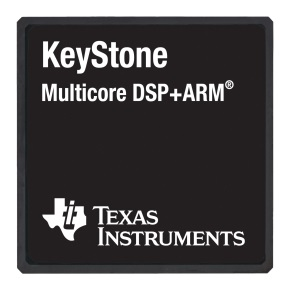 KeyStone
Multicore DSP+ARM®
TEXAS
INSTRUMENTS